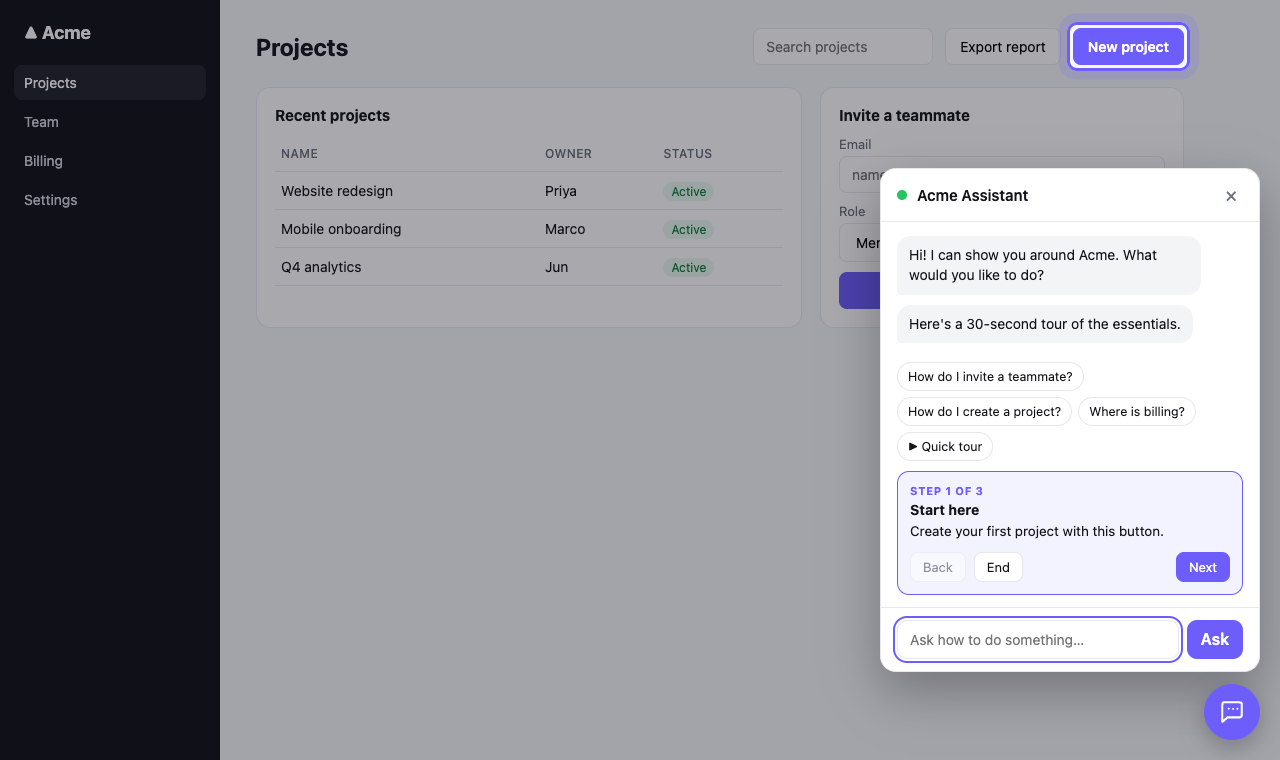 Acme
Projects
Team
Billing
Settings
Projects
Search projects
Export report
New project
Recent projects
NAME OWNER STATUS
Website redesign Priya Active
Mobile onboarding Marco Active
Q4 analytics Jun Active
Invite a teammate
Email
Role
Acme Assistant
Hi! I can show you around Acme. What
would you like to do?
Here's a 30-second tour of the essentials.
How do I invite a teammate?
How do I create a project? Where is billing?
▶ Quick tour
STEP 1 OF 3
Start here
Create your first project with this button.
Back End Next
Ask how to do something... Ask